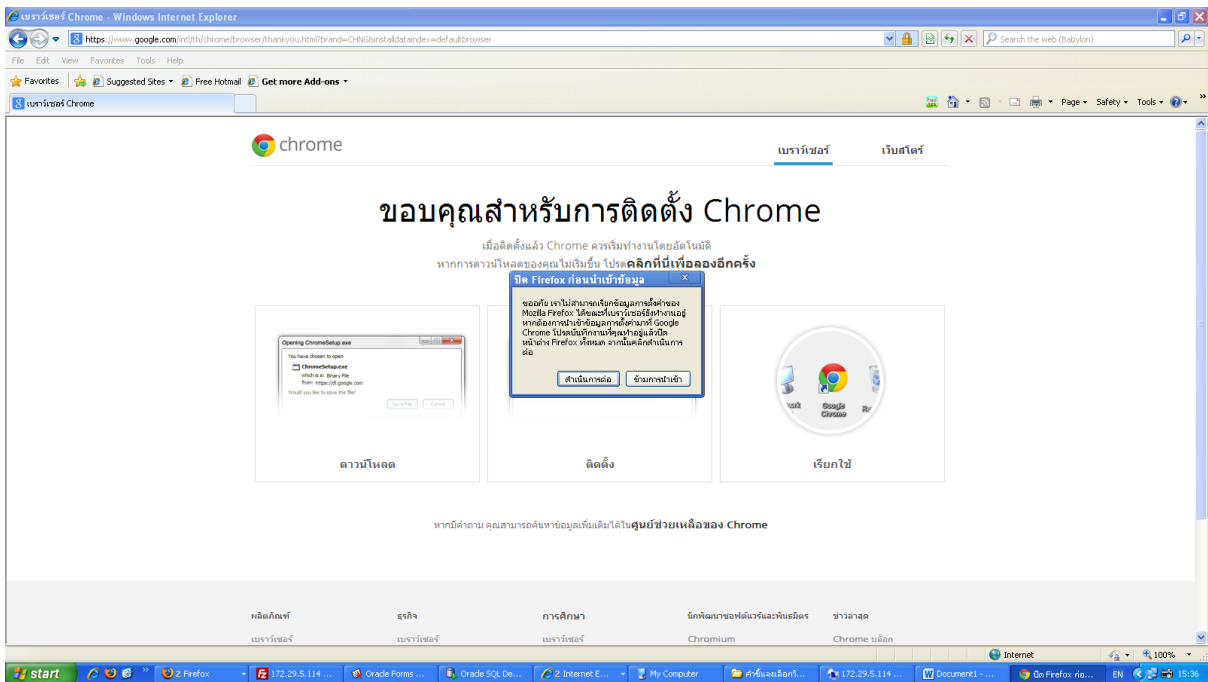 เบราว์เซอร์ Chrome - Windows Internet Explorer
https://www.google.com/intl/th/chrome/browser/thankyou.html?brand=CHNG&installdataindex=defaultbrowser
Search the web (Babylon)
File Edit View Favorites Tools Help
Favorites Suggested Sites Free Hotmail Get more Add-ons
เบราว์เซอร์ Chrome
Page Safety Tools
chrome
เบราว์เซอร์ เว็บสโตร์
ขอบคุณสำหรับการติดตั้ง Chrome
เมื่อติดตั้งแล้ว Chrome ควรเริ่มทำงานโดยอัตโนมัติ
หากการดาวน์โหลดของคุณไม่เริ่มขึ้น โปรดคลิกที่นี่เพื่อลองอีกครั้ง
ปิด Firefox ก่อนนำเข้าข้อมูล
ขออภัย เราไม่สามารถเรียกข้อมูลการตั้งค่าของ
Mozilla Firefox ได้ขณะที่เบราว์เซอร์ยังทำงานอยู่
หากต้องการนำเข้าข้อมูลการตั้งค่ามาที่ Google
Chrome โปรดบันทึกงานที่คุณทำอยู่แล้วปิด
หน้าต่าง Firefox ทั้งหมด จากนั้นคลิกดำเนินการ
ต่อ
ดำเนินการต่อ ข้ามการนำเข้า
Opening ChromeSetup.exe
You have chosen to open
ChromeSetup.exe
which is a: Binary File
from: https://dl.google.com
Would you like to save this file?
Save File Cancel
Google
Chrome
ดาวน์โหลด
ติดตั้ง
เรียกใช้
หากมีคำถาม คุณสามารถค้นหาข้อมูลเพิ่มเติมได้ในศูนย์ช่วยเหลือของ Chrome
ผลิตภัณฑ์ ธุรกิจ การศึกษา นักพัฒนาซอฟต์แวร์และพันธมิตร ข่าวล่าสุด
เบราว์เซอร์ เบราว์เซอร์ เบราว์เซอร์ Chromium Chrome บล็อก
Internet 100%
start 2 Firefox 172.29.5.114 ... Oracle Forms ... Oracle SQL De... 2 Internet E... My Computer 172.29.5.114 ... Document1 - ... ปิด Firefox ก่อ... EN 15:36